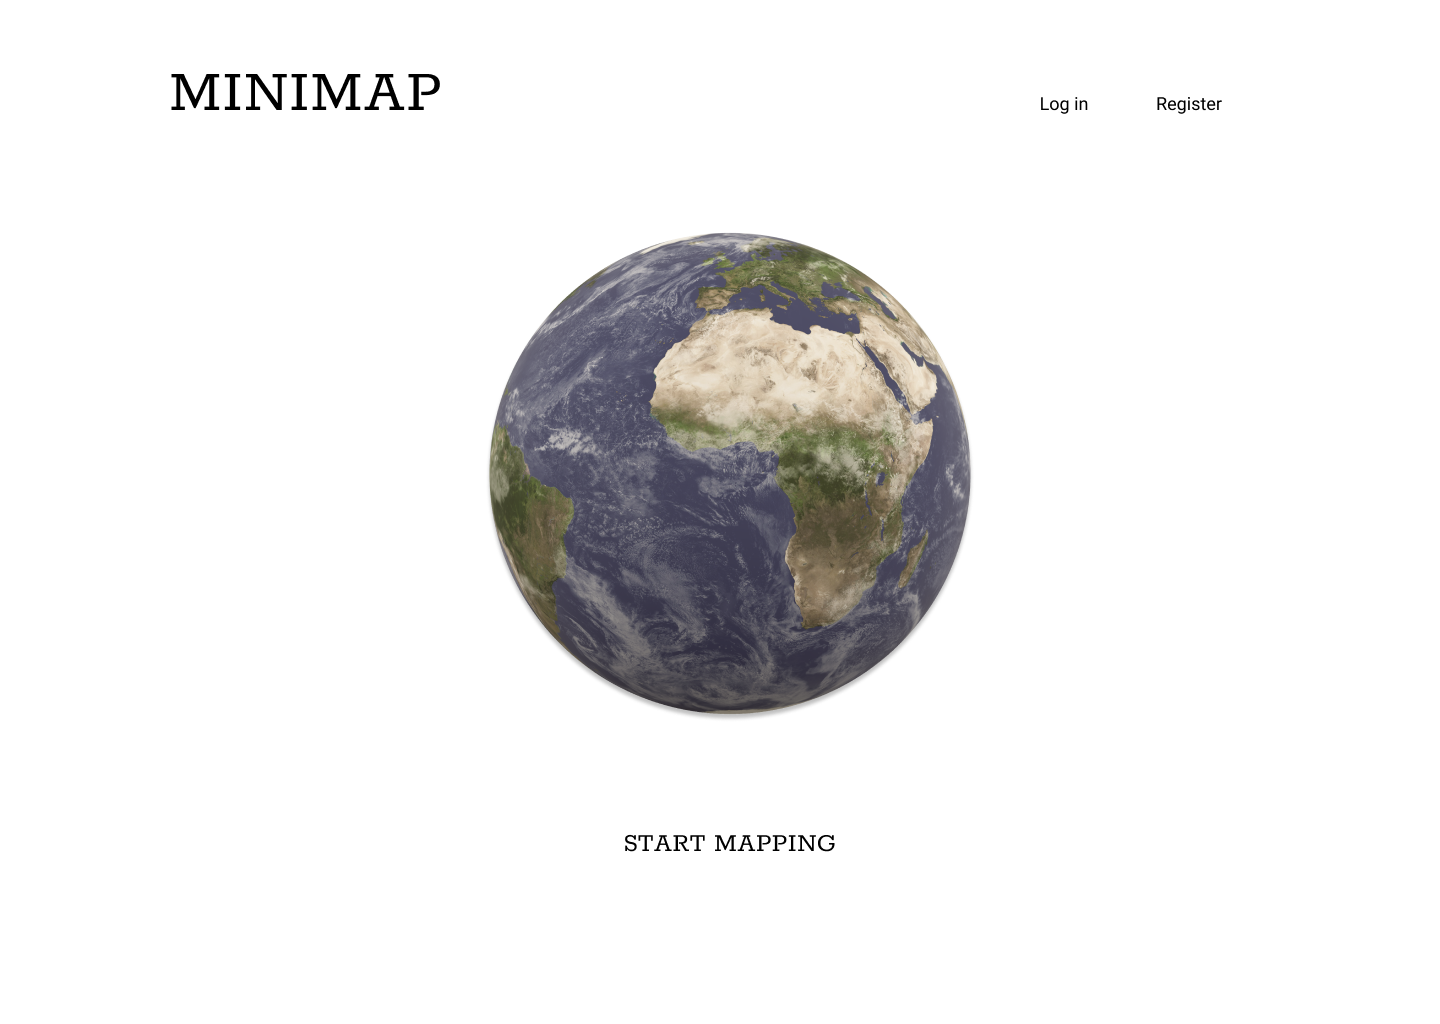 MINIMAP
Log in
Register
START MAPPING